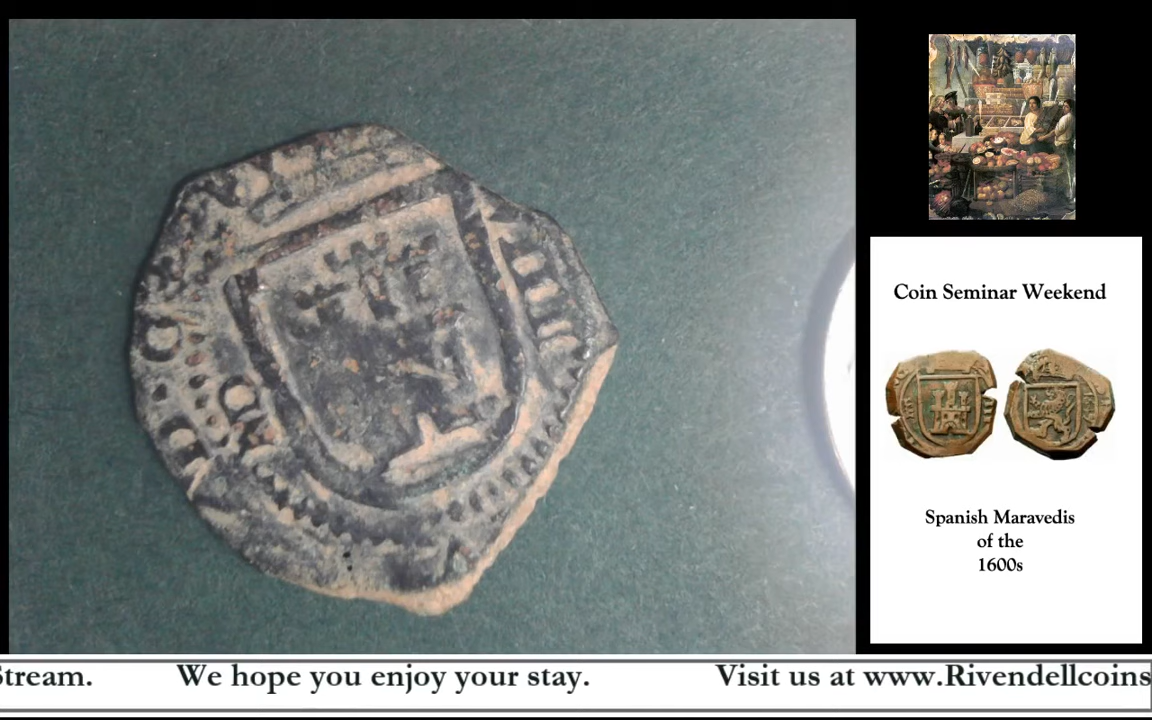 Coin Seminar Weekend
Spanish Maravedis
of the
1600s
Stream. We hope you enjoy your stay. Visit us at www.Rivendellcoins